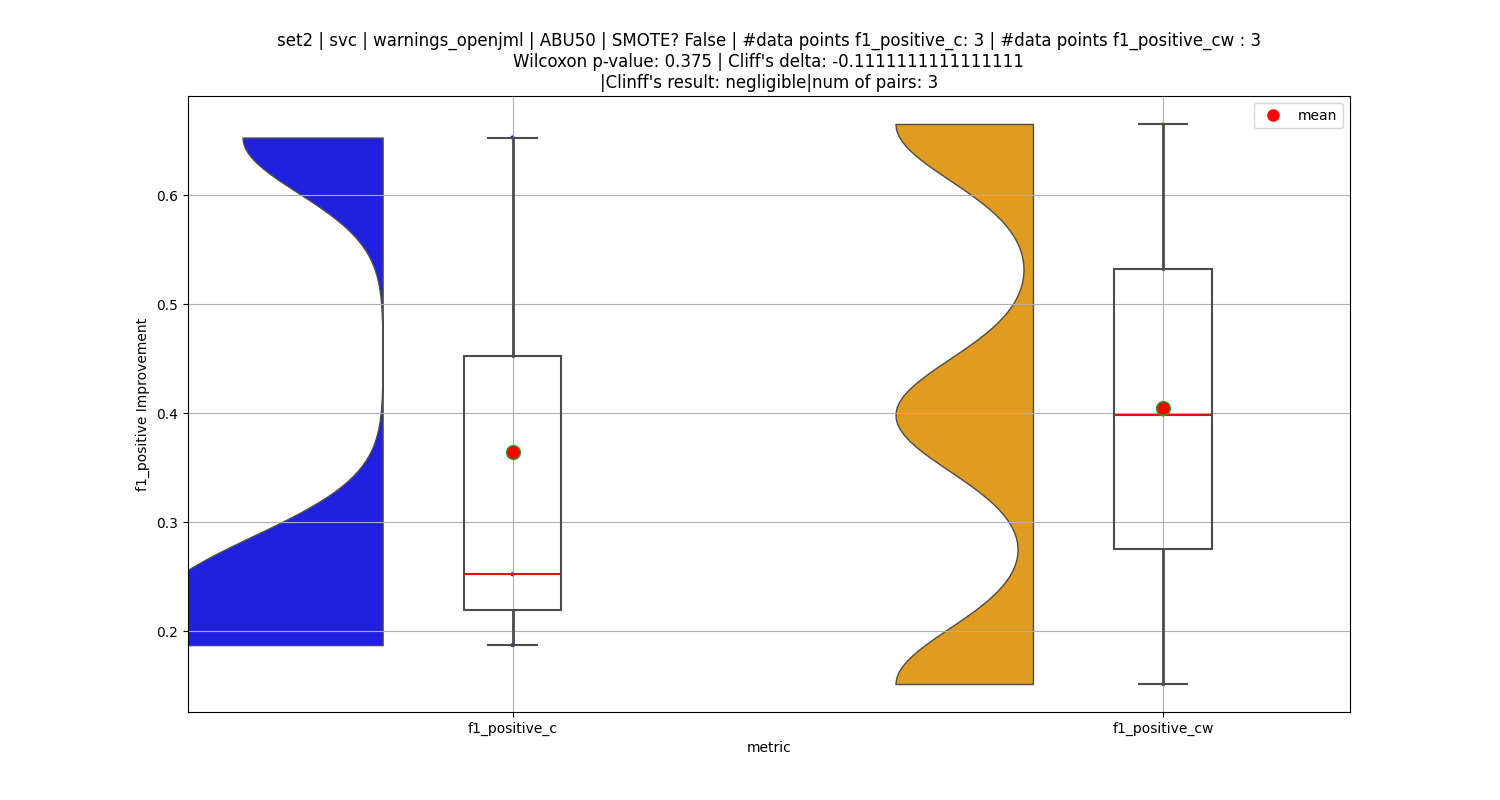 set2 | svc | warnings_openjml | ABU50 | SMOTE? False | #data points f1_positive_c: 3 | #data points f1_positive_cw : 3
Wilcoxon p-value: 0.375 | Cliff's delta: -0.1111111111111111
|Clinff's result: negligible|num of pairs: 3
mean
f1_positive Improvement
0.6
0.5
0.4
0.3
0.2
f1_positive_c
f1_positive_cw
metric